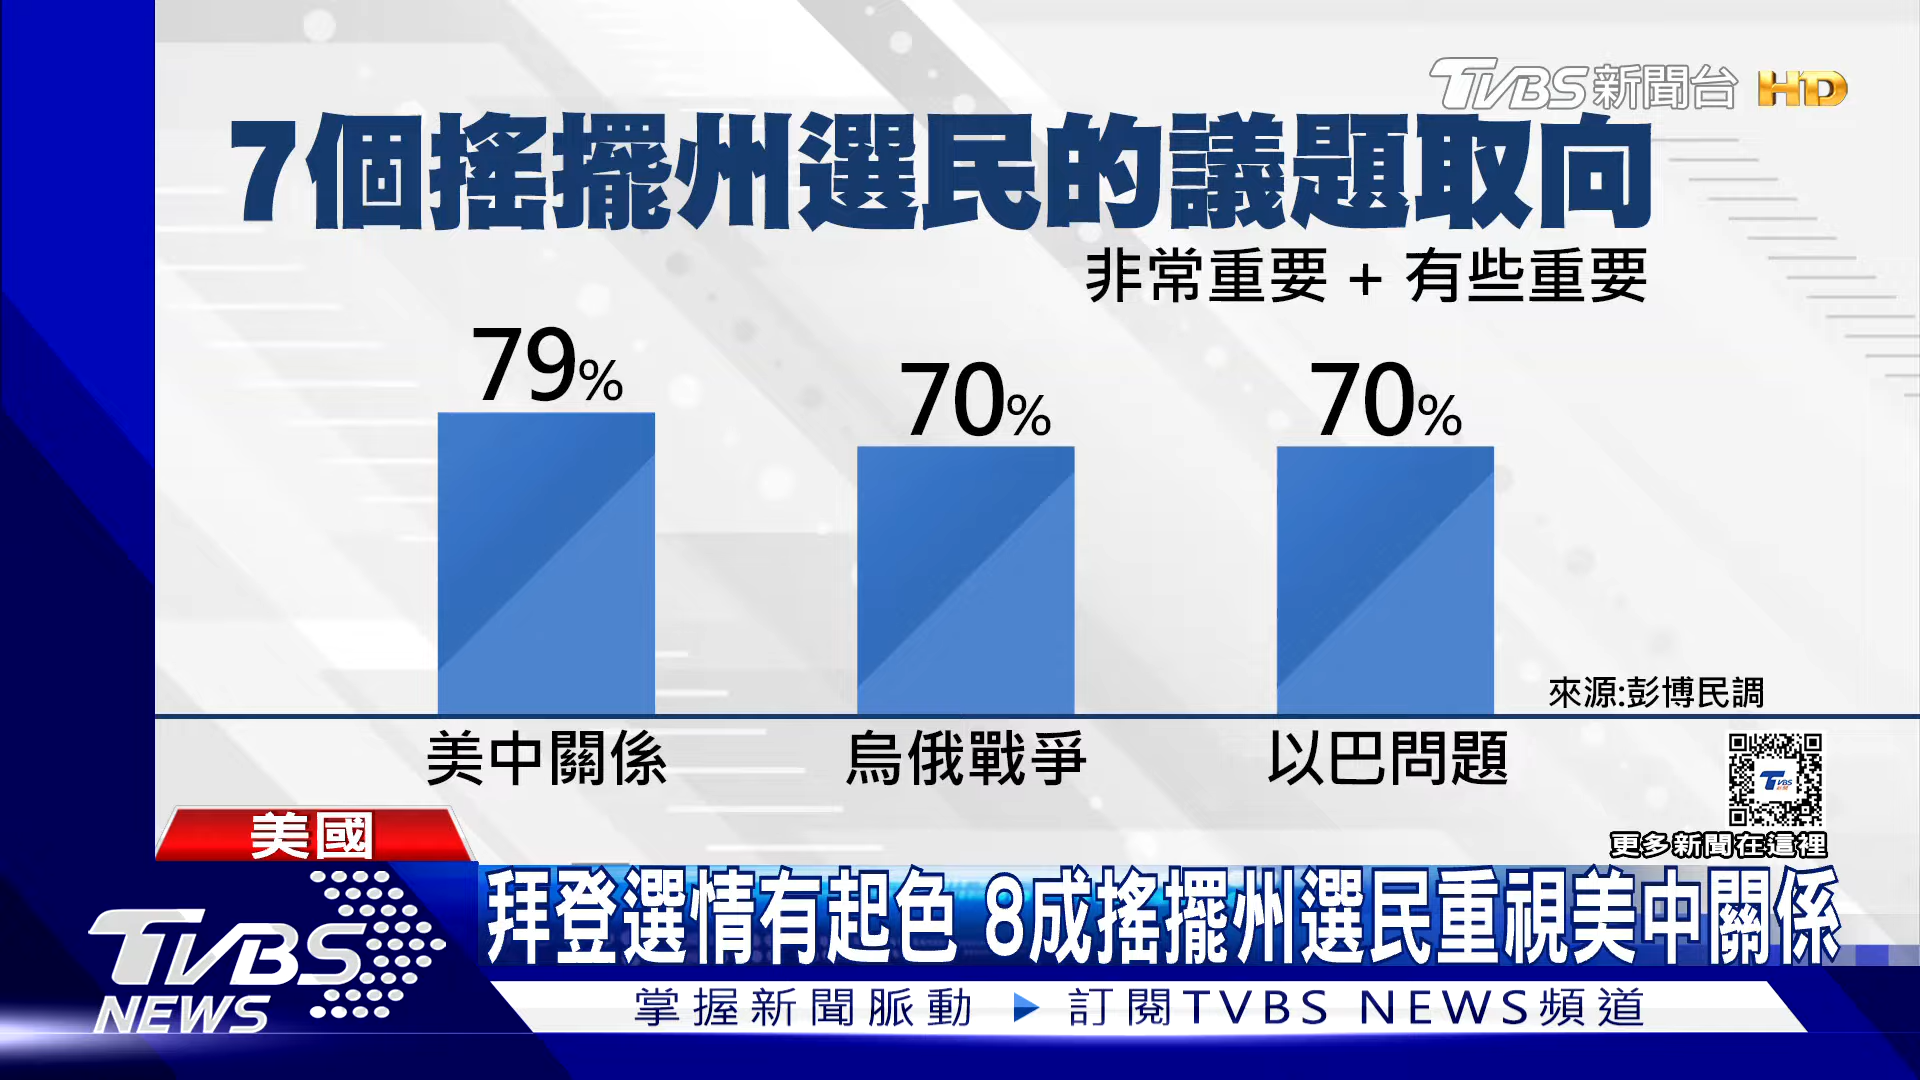 TVBS新聞台 HD
7個搖擺州選民的議題取向
非常重要 + 有些重要
79%
70%
70%
來源:彭博民調
美中關係
烏俄戰爭
以巴問題
TVBS
新聞
更多新聞在這裡
美國
拜登選情有起色 8成搖擺州選民重視美中關係
TVBS
NEWS
掌握新聞脈動 ▶ 訂閱TVBS NEWS頻道